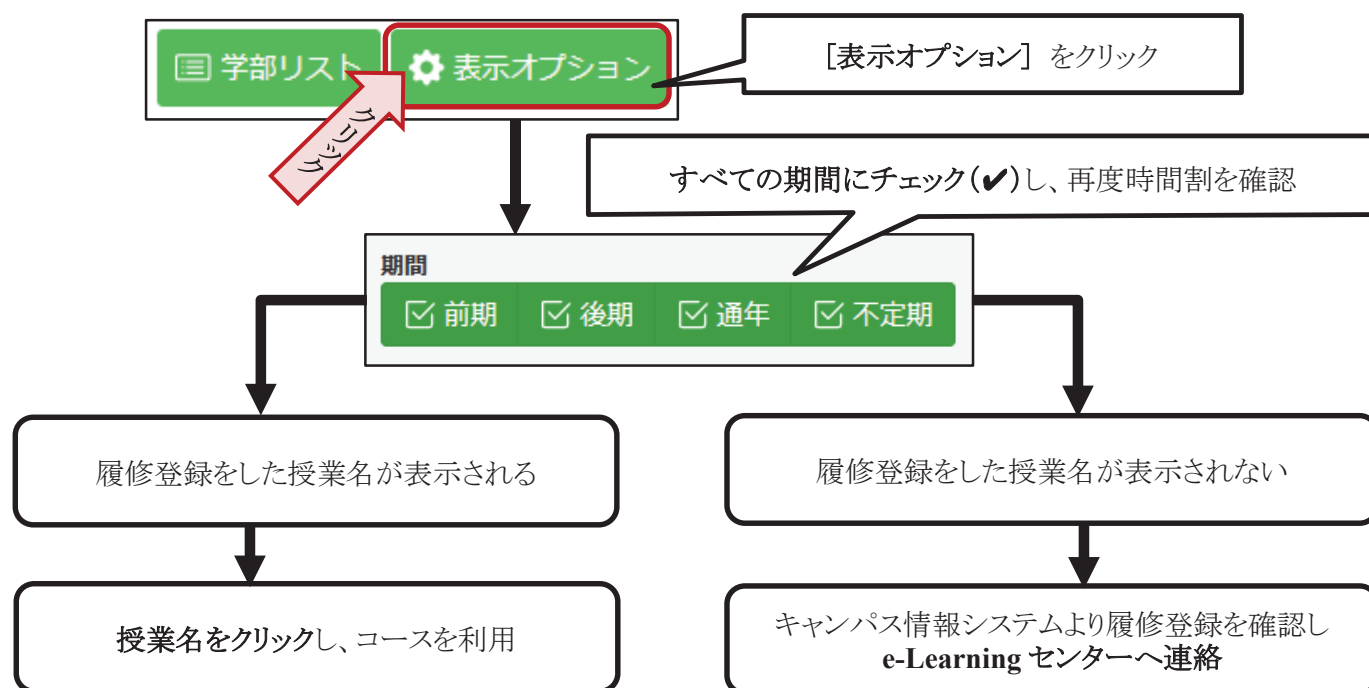 学部リスト
表示オプション
［表示オプション］ をクリック
クリック
すべての期間にチェック(✔)し、再度時間割を確認
期間
前期
後期
通年
不定期
履修登録をした授業名が表示される
履修登録をした授業名が表示されない
授業名をクリックし、コースを利用
キャンパス情報システムより履修登録を確認し
e-Learning センターへ連絡